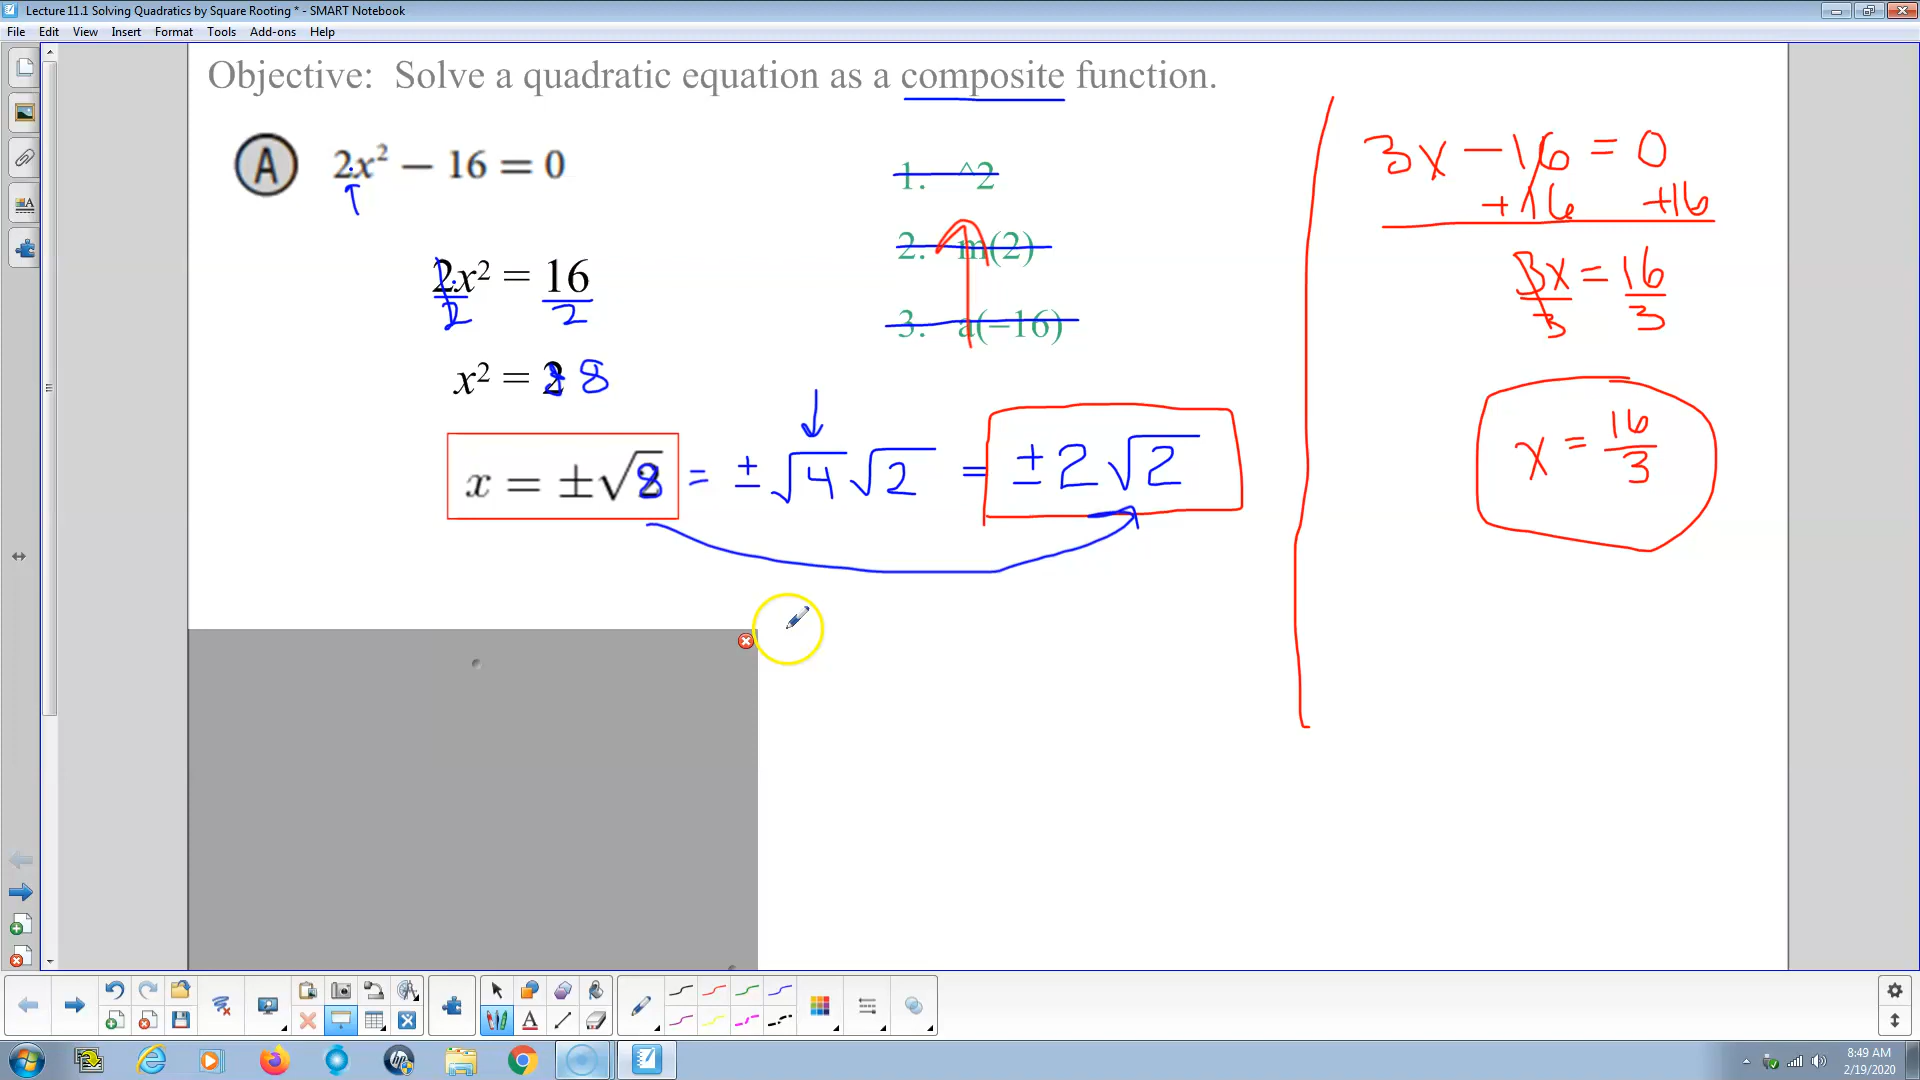 Lecture 11.1 Solving Quadratics by Square Rooting * - SMART Notebook
File Edit View Insert Format Tools Add-ons Help
Objective: Solve a quadratic equation as a composite function.
A 2x² − 16 = 0
1. ^2
2. m(2)
3. a(−16)
2x² = 16
2 2
x² = 8
x = ±√8 = ±√4 √2 = ±2√2
3x − 16 = 0
+16 +16
3x = 16
3 3
x = 16/3
8:49 AM
2/19/2020